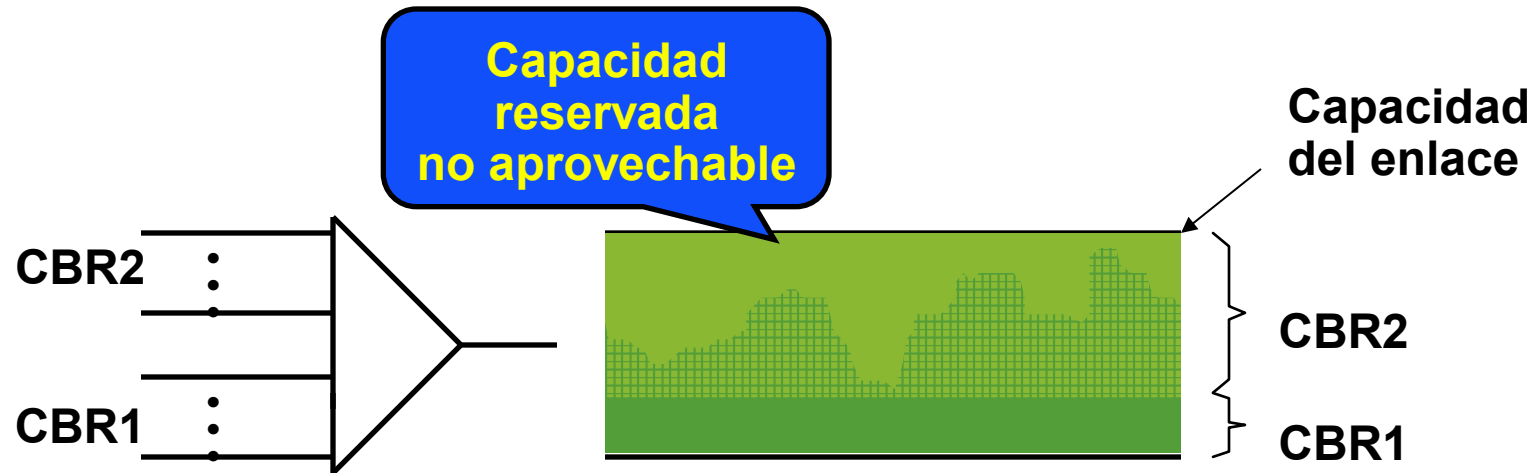 Capacidad
reservada
no aprovechable
Capacidad
del enlace
CBR2
CBR1
CBR2
CBR1